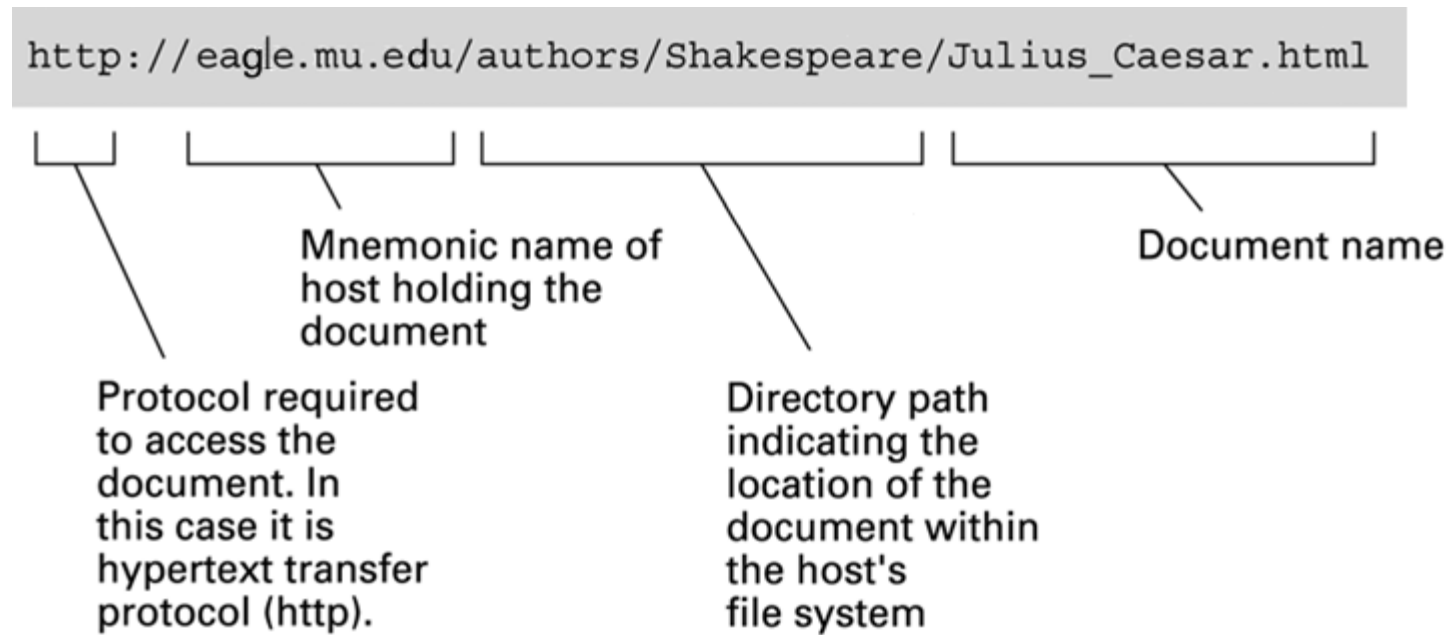 http://eagle.mu.edu/authors/Shakespeare/Julius_Caesar.html
Mnemonic name of
host holding the
document
Document name
Protocol required
to access the
document. In
this case it is
hypertext transfer
protocol (http).
Directory path
indicating the
location of the
document within
the host's
file system